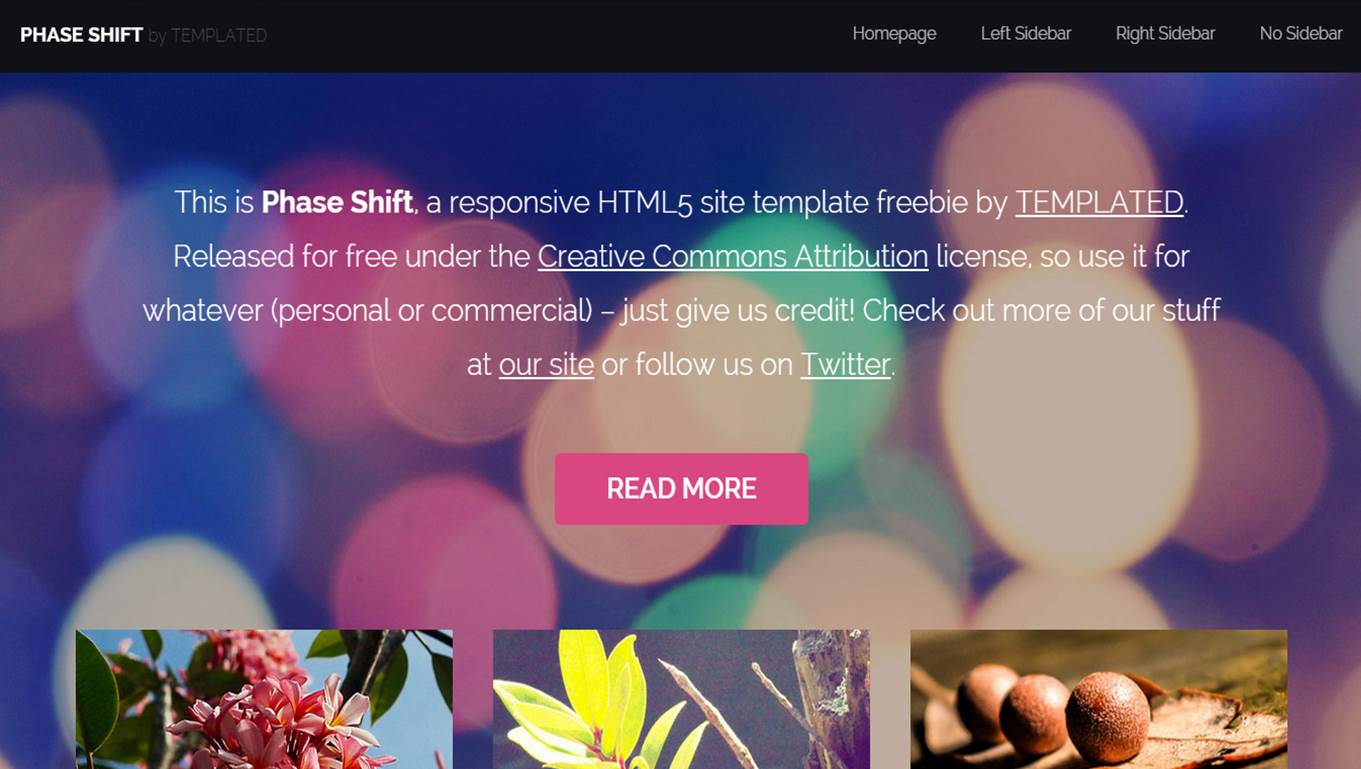 PHASE SHIFT by TEMPLATED
Homepage Left Sidebar Right Sidebar No Sidebar
This is Phase Shift, a responsive HTML5 site template freebie by TEMPLATED.
Released for free under the Creative Commons Attribution license, so use it for
whatever (personal or commercial) – just give us credit! Check out more of our stuff
at our site or follow us on Twitter.
READ MORE